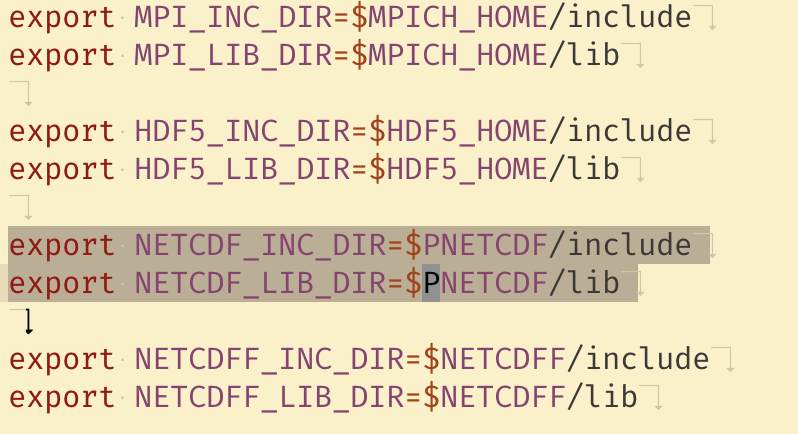 export MPI_INC_DIR=$MPICH_HOME/include
export MPI_LIB_DIR=$MPICH_HOME/lib
export HDF5_INC_DIR=$HDF5_HOME/include
export HDF5_LIB_DIR=$HDF5_HOME/lib
export NETCDF_INC_DIR=$PNETCDF/include
export NETCDF_LIB_DIR=$PNETCDF/lib
export NETCDFF_INC_DIR=$NETCDFF/include
export NETCDFF_LIB_DIR=$NETCDFF/lib